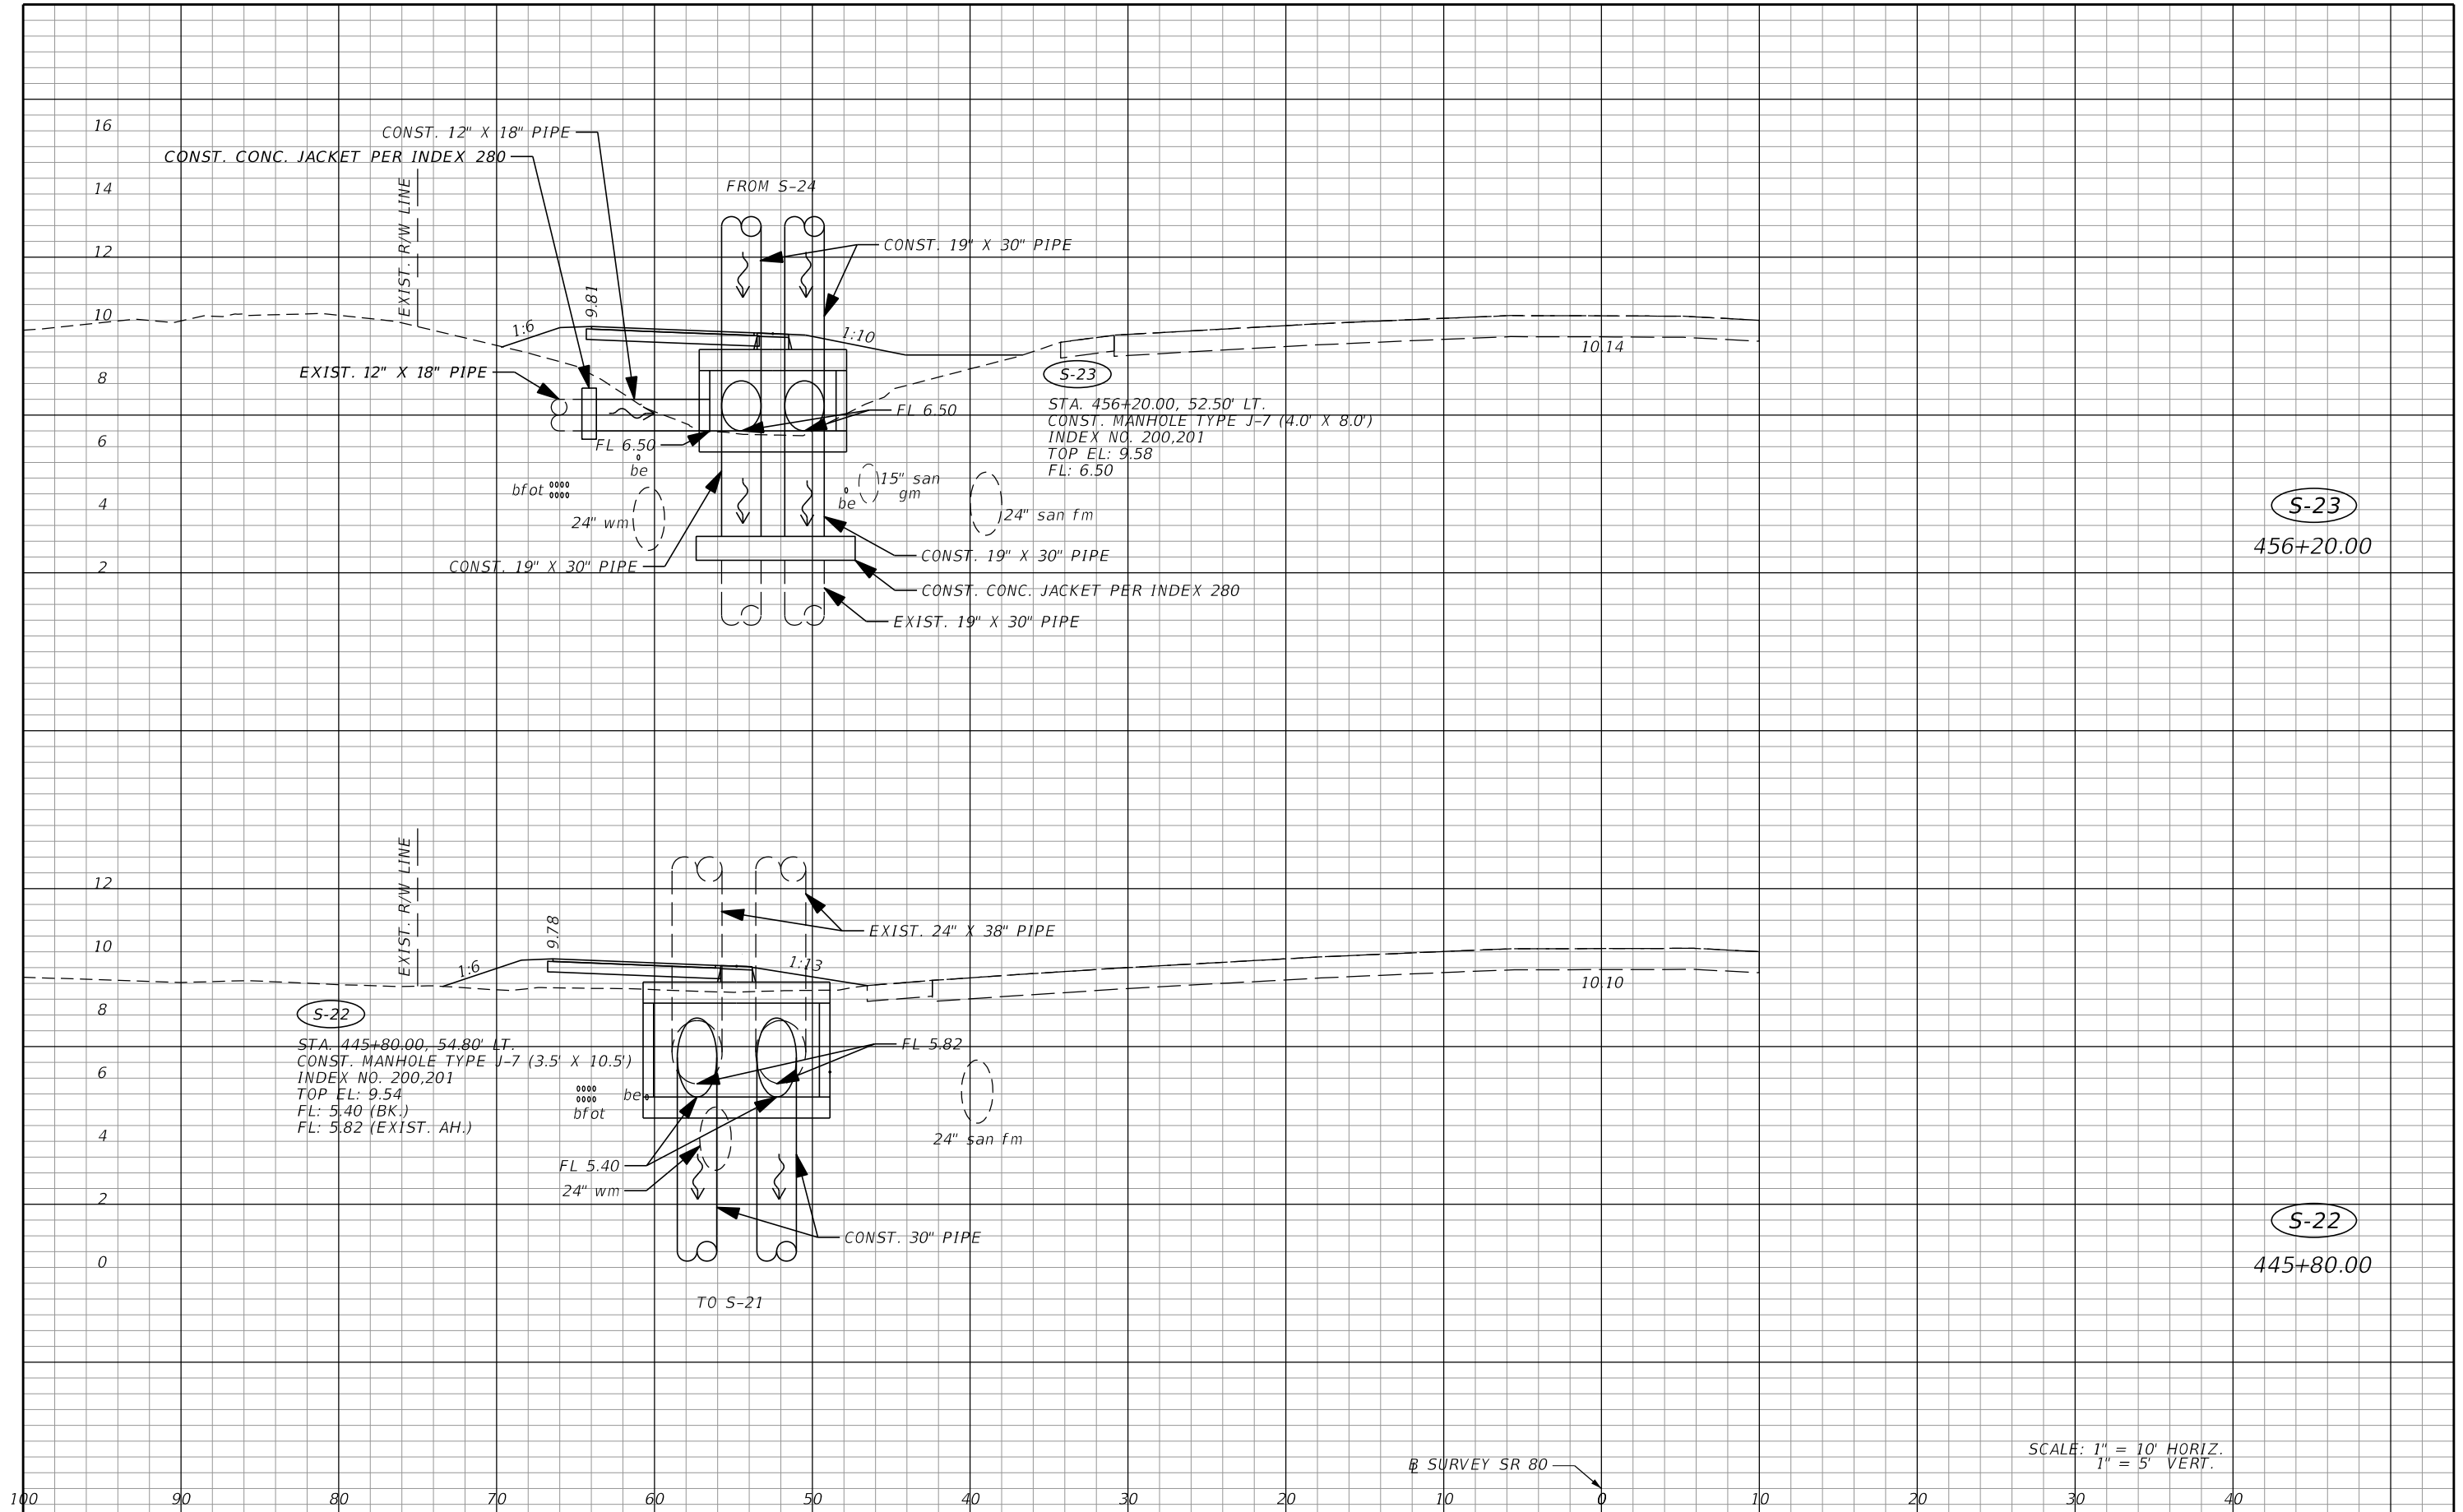 16
CONST. 12" X 18" PIPE
CONST. CONC. JACKET PER INDEX 280
EXIST. R/W LINE
14
FROM S-24
12
CONST. 19" X 30" PIPE
10
1:6
9.81
1:10
10.14
8
EXIST. 12" X 18" PIPE
S-23
FL 6.50
STA. 456+20.00, 52.50' LT.
CONST. MANHOLE TYPE J-7 (4.0' X 8.0')
INDEX NO. 200,201
TOP EL: 9.58
FL: 6.50
6
FL 6.50
be
bfot
15" san
gm
be
4
24" wm
24" san fm
S-23
456+20.00
CONST. 19" X 30" PIPE
2
CONST. 19" X 30" PIPE
CONST. CONC. JACKET PER INDEX 280
EXIST. 19" X 30" PIPE
EXIST. R/W LINE
12
EXIST. 24" X 38" PIPE
10
1:6
9.78
1:13
10.10
8
S-22
STA. 445+80.00, 54.80' LT.
CONST. MANHOLE TYPE J-7 (3.5' X 10.5')
INDEX NO. 200,201
TOP EL: 9.54
FL: 5.40 (BK.)
FL: 5.82 (EXIST. AH.)
FL 5.82
6
be
bfot
4
24" san fm
FL 5.40
24" wm
2
S-22
445+80.00
CONST. 30" PIPE
0
TO S-21
SCALE: 1" = 10' HORIZ.
1" = 5' VERT.
B SURVEY SR 80
100 90 80 70 60 50 40 30 20 10 0 10 20 30 40